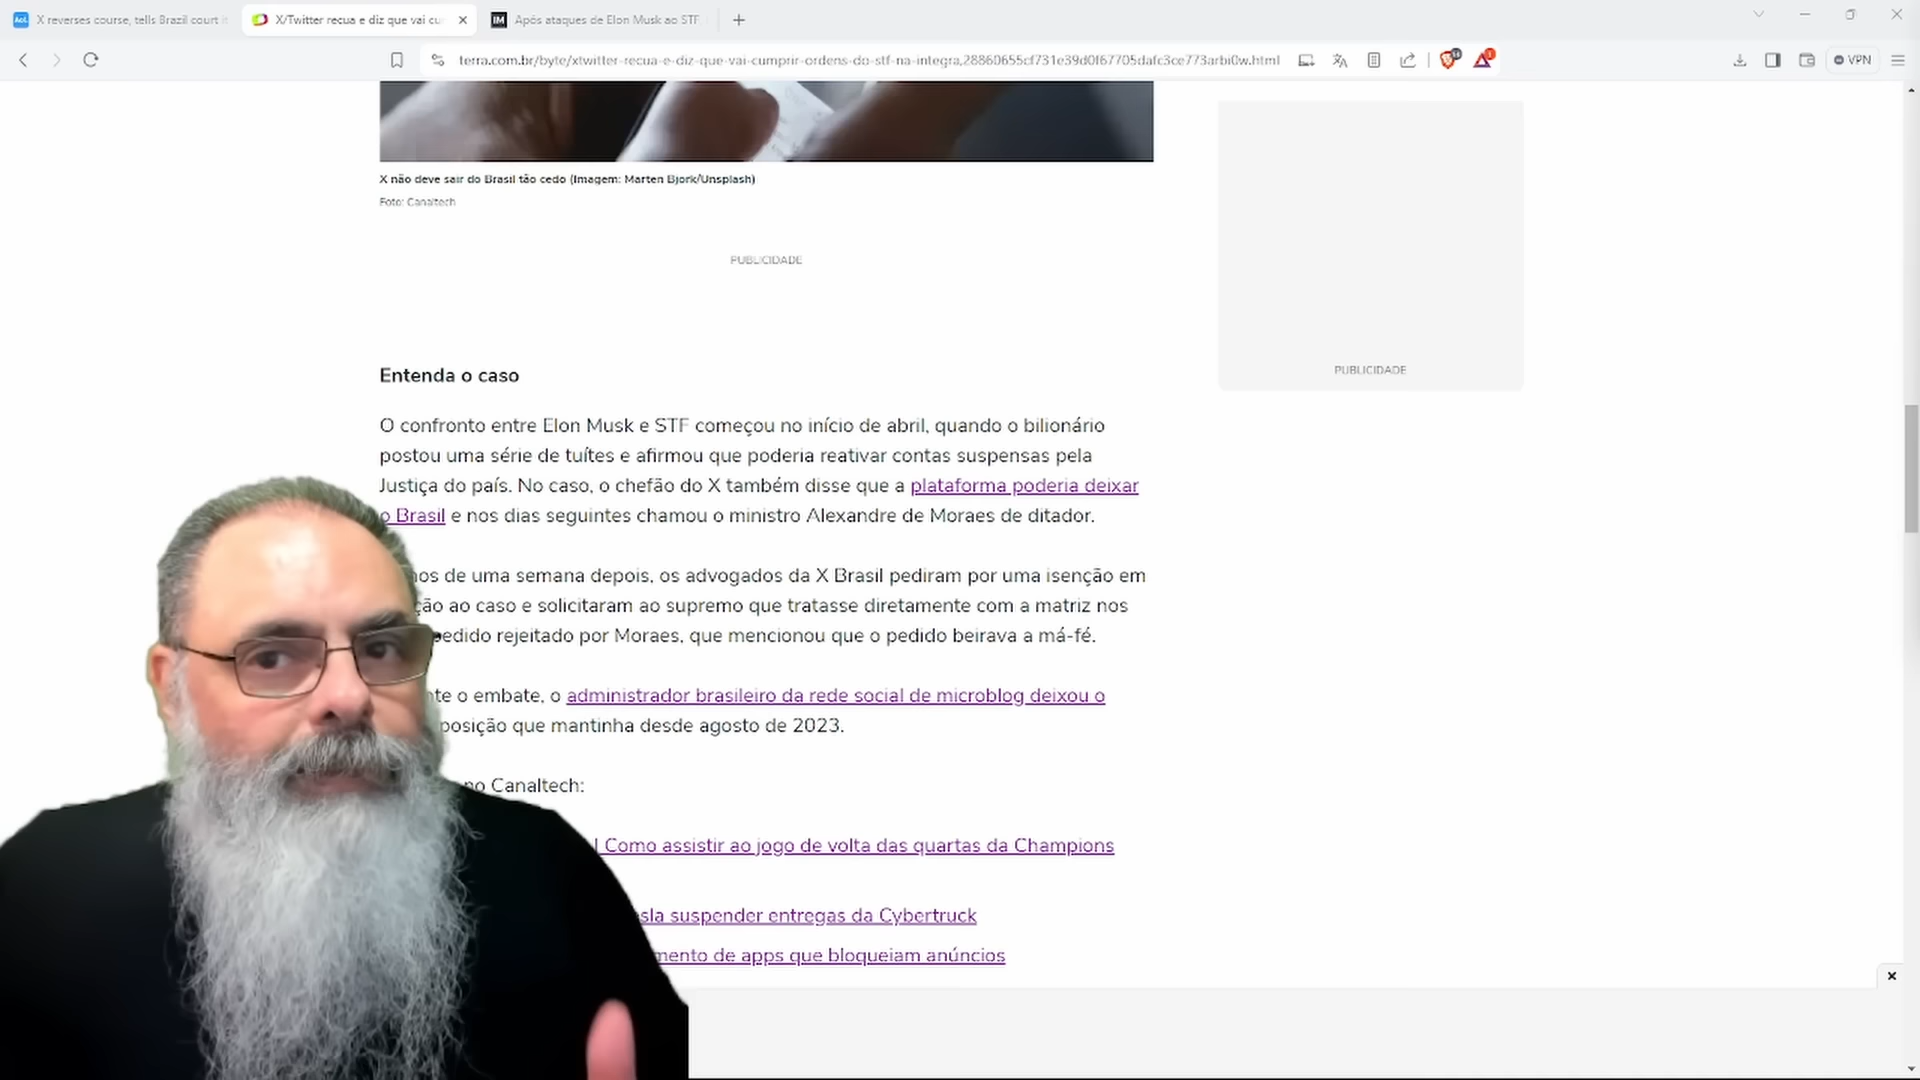 X reverses course, tells Brazil court it
X/Twitter recua e diz que vai cu
Após ataques de Elon Musk ao STF
terra.com.br/byte/xtwitter-recua-e-diz-que-vai-cumprir-ordens-do-stf-na-integra,28860655cf731e39d0f67705dafc3ce773arbi0w.html
VPN
X não deve sair do Brasil tão cedo (Imagem: Marten Bjork/Unsplash)
Foto: Canaltech
PUBLICIDADE
PUBLICIDADE
Entenda o caso
O confronto entre Elon Musk e STF começou no início de abril, quando o bilionário
postou uma série de tuítes e afirmou que poderia reativar contas suspensas pela
Justiça do país. No caso, o chefão do X também disse que a plataforma poderia deixar
o Brasil e nos dias seguintes chamou o ministro Alexandre de Moraes de ditador.
nos de uma semana depois, os advogados da X Brasil pediram por uma isenção em
ção ao caso e solicitaram ao supremo que tratasse diretamente com a matriz nos
pedido rejeitado por Moraes, que mencionou que o pedido beirava a má-fé.
nte o embate, o administrador brasileiro da rede social de microblog deixou o
posição que mantinha desde agosto de 2023.
no Canaltech:
| Como assistir ao jogo de volta das quartas da Champions
esla suspender entregas da Cybertruck
mento de apps que bloqueiam anúncios